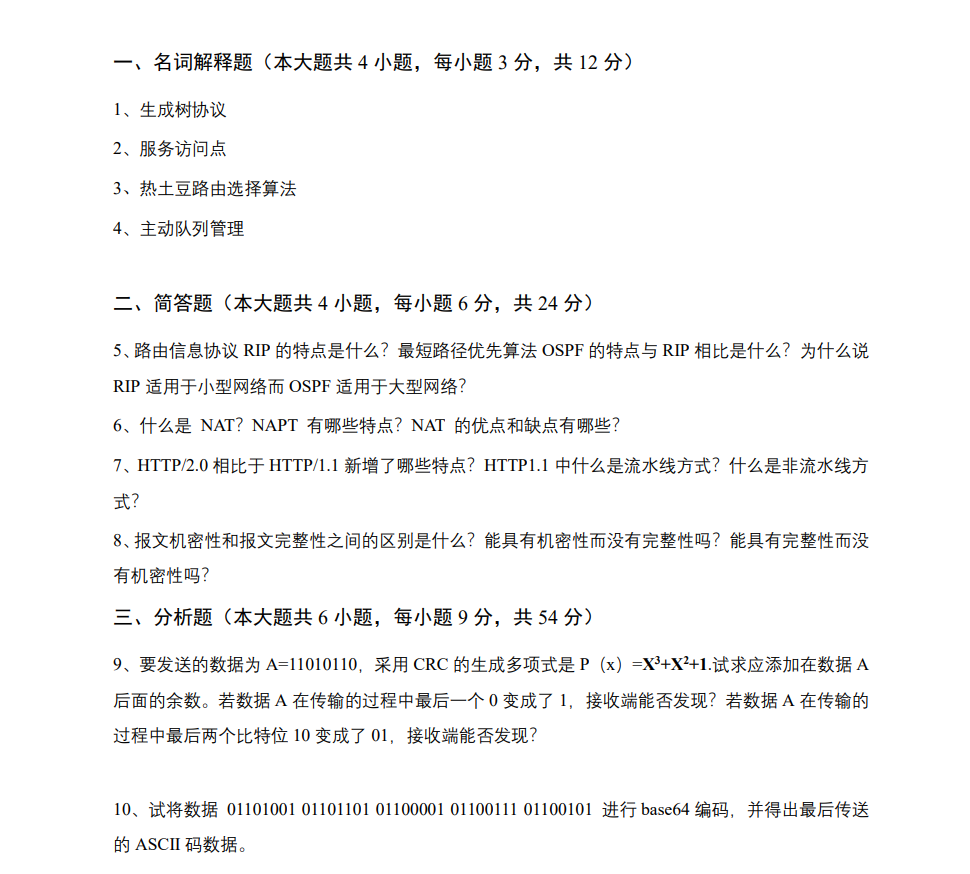 一、名词解释题（本大题共 4 小题，每小题 3 分，共 12 分）
1、生成树协议
2、服务访问点
3、热土豆路由选择算法
4、主动队列管理
二、简答题（本大题共 4 小题，每小题 6 分，共 24 分）
5、路由信息协议 RIP 的特点是什么？最短路径优先算法 OSPF 的特点与 RIP 相比是什么？为什么说
RIP 适用于小型网络而 OSPF 适用于大型网络？
6、什么是 NAT？NAPT 有哪些特点？NAT 的优点和缺点有哪些？
7、HTTP/2.0 相比于 HTTP/1.1 新增了哪些特点？HTTP1.1 中什么是流水线方式？什么是非流水线方
式？
8、报文机密性和报文完整性之间的区别是什么？能具有机密性而没有完整性吗？能具有完整性而没
有机密性吗？
三、分析题（本大题共 6 小题，每小题 9 分，共 54 分）
9、要发送的数据为 A=11010110，采用 CRC 的生成多项式是 P（x）=X³+X²+1.试求应添加在数据 A
后面的余数。若数据 A 在传输的过程中最后一个 0 变成了 1，接收端能否发现？若数据 A 在传输的
过程中最后两个比特位 10 变成了 01，接收端能否发现？
10、试将数据 01101001 01101101 01100001 01100111 01100101 进行 base64 编码，并得出最后传送
的 ASCII 码数据。